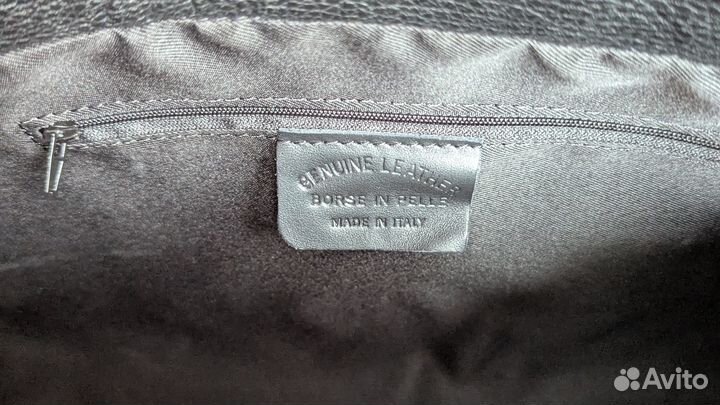 GENUINE LEATHER
BORSE IN PELLE
MADE IN ITALY
Avito